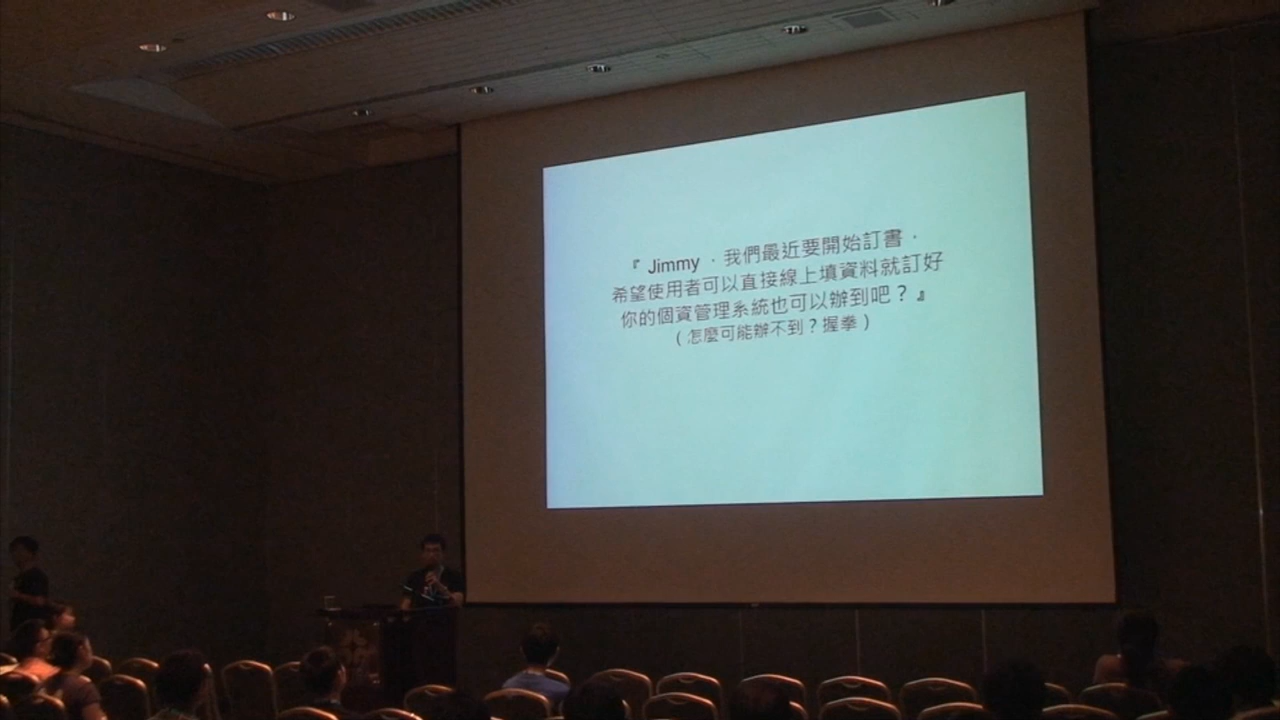 『 Jimmy ，我們最近要開始訂書，
希望使用者可以直接線上填資料就訂好
你的個資管理系統也可以辦到吧？』
（怎麼可能辦不到？握拳）